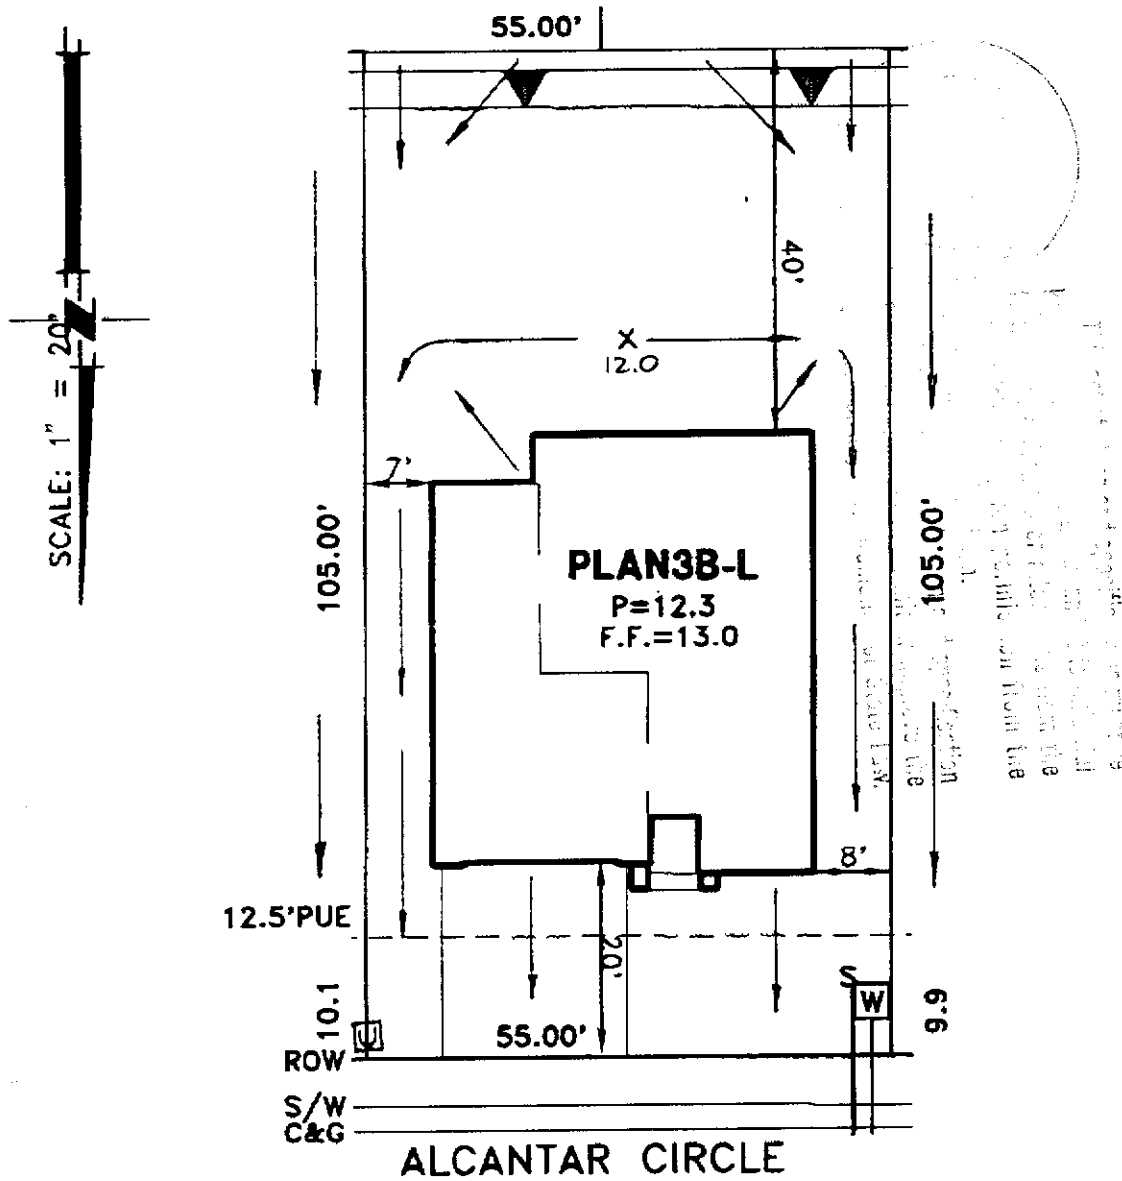 55.00'
SCALE: 1" = 20'
N
40'
X
12.0
7'
105.00'
105.00'
PLAN3B-L
P=12.3
F.F.=13.0
8'
12.5'PUE
20'
S
W
10.1
9.9
U
55.00'
ROW
S/W
C&G
ALCANTAR CIRCLE